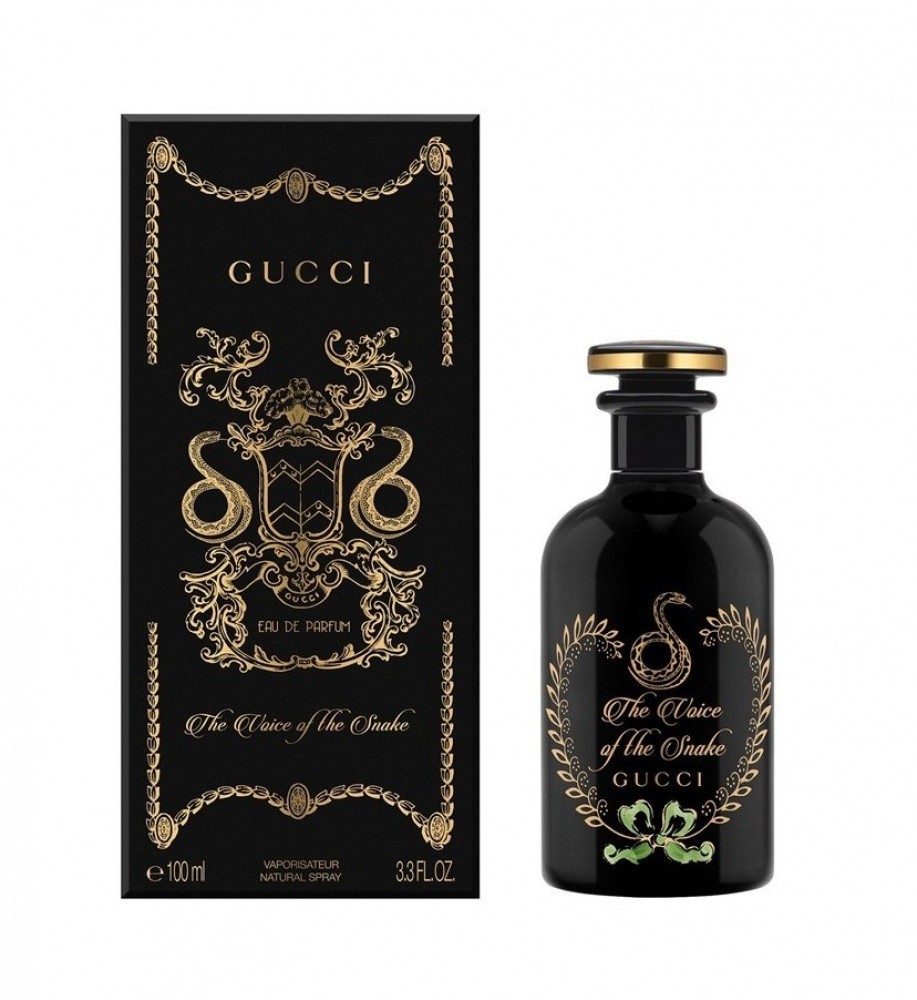 GUCCI
GUCCI
EAU DE PARFUM
The Voice of the Snake
℮ 100 ml
VAPORISATEUR
NATURAL SPRAY
3.3 FL. OZ.
The Voice
of the Snake
GUCCI